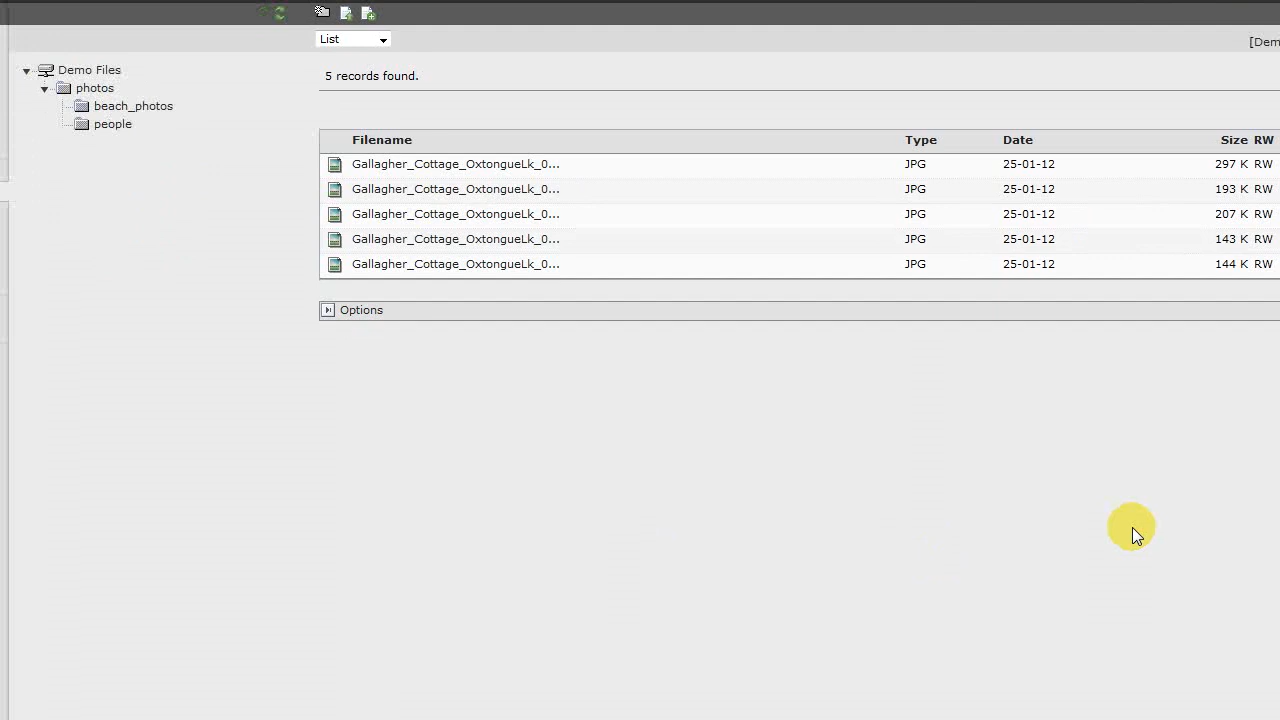 List
[Dem
Demo Files
photos
beach_photos
people
5 records found.
Filename Type Date Size RW
Gallagher_Cottage_OxtongueLk_0... JPG 25-01-12 297 K RW
Gallagher_Cottage_OxtongueLk_0... JPG 25-01-12 193 K RW
Gallagher_Cottage_OxtongueLk_0... JPG 25-01-12 207 K RW
Gallagher_Cottage_OxtongueLk_0... JPG 25-01-12 143 K RW
Gallagher_Cottage_OxtongueLk_0... JPG 25-01-12 144 K RW
Options